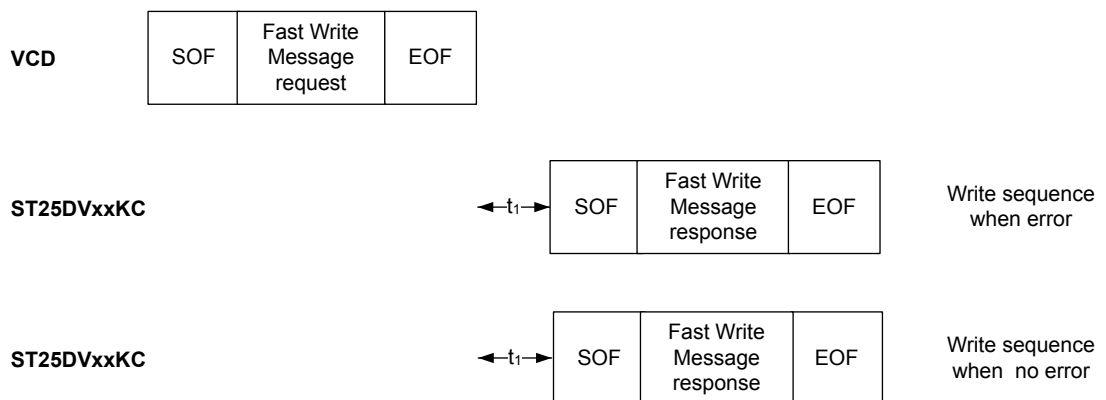 VCD
SOF
Fast Write
Message
request
EOF
ST25DVxxKC
t1
SOF
Fast Write
Message
response
EOF
Write sequence
when error
ST25DVxxKC
t1
SOF
Fast Write
Message
response
EOF
Write sequence
when no error